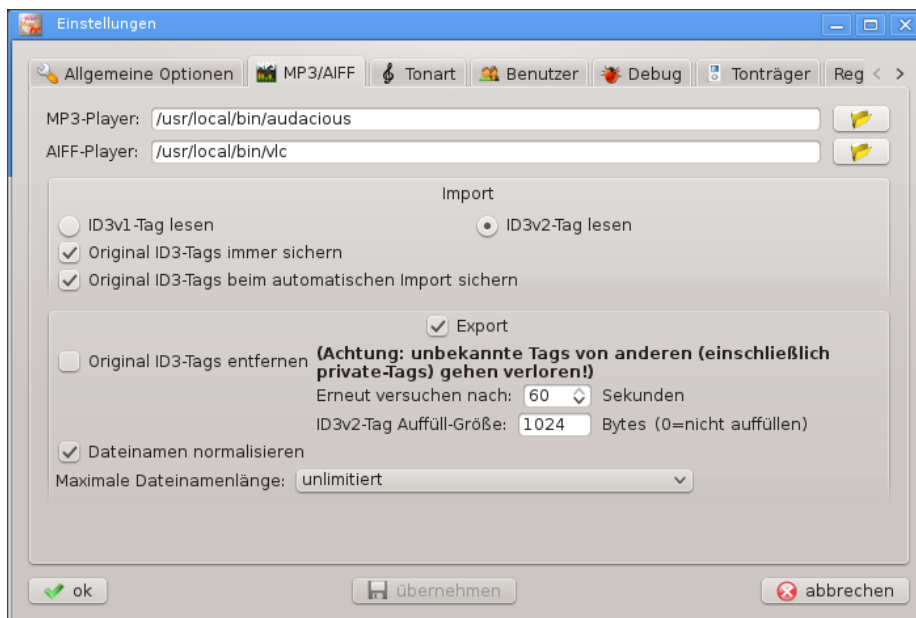 Einstellungen
Allgemeine Optionen MP3/AIFF Tonart Benutzer Debug Tonträger Reg
MP3-Player: /usr/local/bin/audacious
AIFF-Player: /usr/local/bin/vlc
Import
ID3v1-Tag lesen ID3v2-Tag lesen
Original ID3-Tags immer sichern
Original ID3-Tags beim automatischen Import sichern
Export
Original ID3-Tags entfernen (Achtung: unbekannte Tags von anderen (einschließlich
private-Tags) gehen verloren!)
Erneut versuchen nach: 60 Sekunden
ID3v2-Tag Auffüll-Größe: 1024 Bytes (0=nicht auffüllen)
Dateinamen normalisieren
Maximale Dateinamenlänge: unlimitiert
ok übernehmen abbrechen